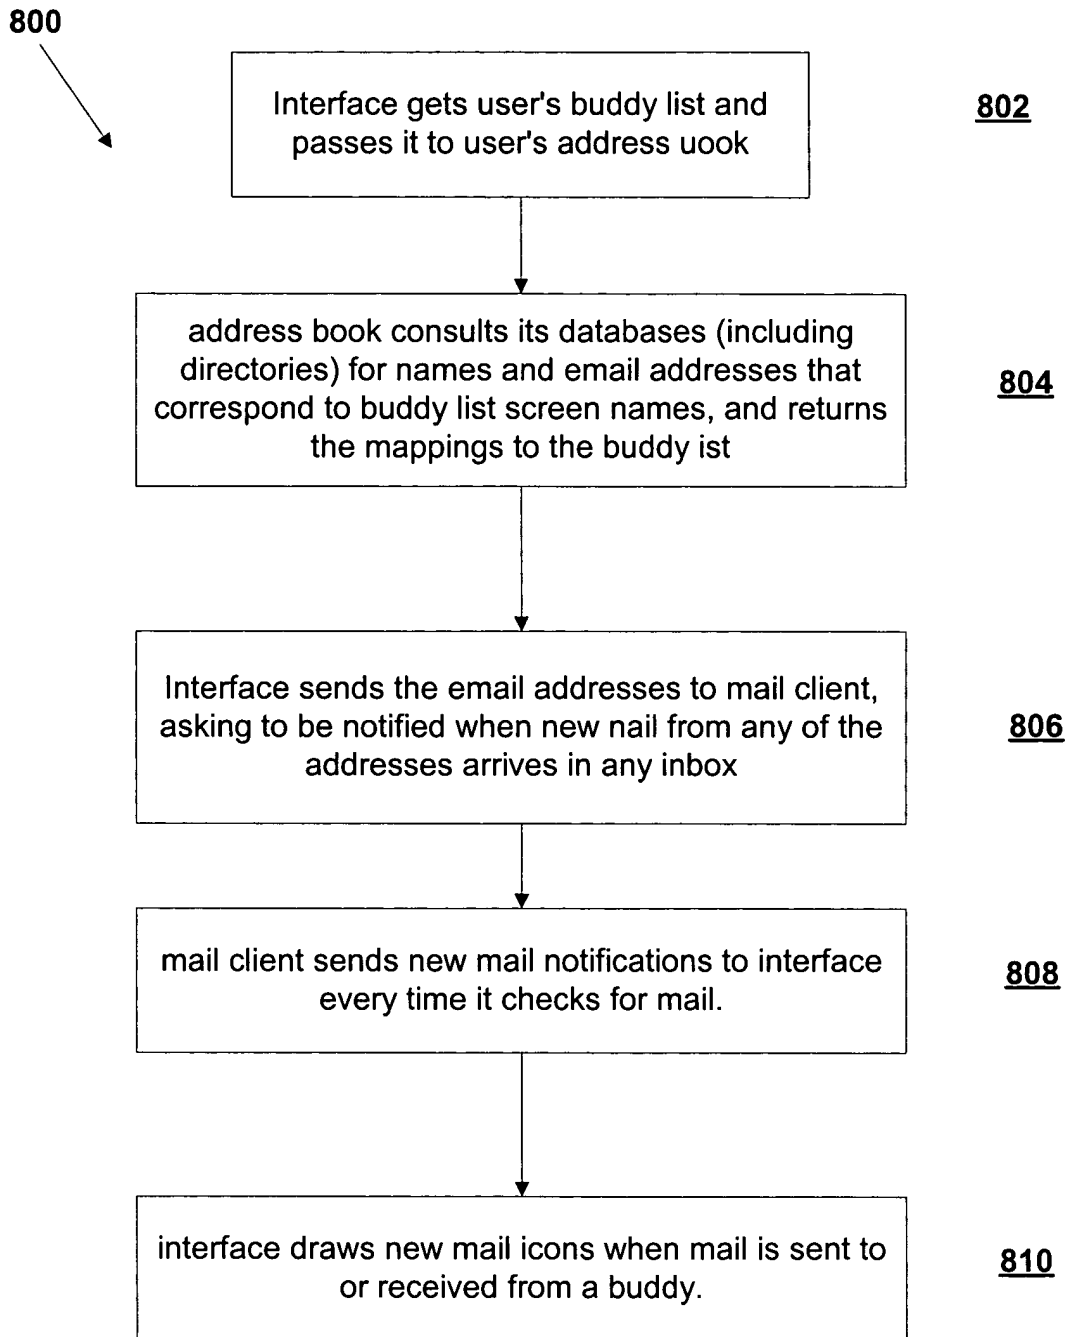 800
Interface gets user's buddy list and
passes it to user's address uook
802
address book consults its databases (including
directories) for names and email addresses that
correspond to buddy list screen names, and returns
the mappings to the buddy ist
804
Interface sends the email addresses to mail client,
asking to be notified when new nail from any of the
addresses arrives in any inbox
806
mail client sends new mail notifications to interface
every time it checks for mail.
808
interface draws new mail icons when mail is sent to
or received from a buddy.
810